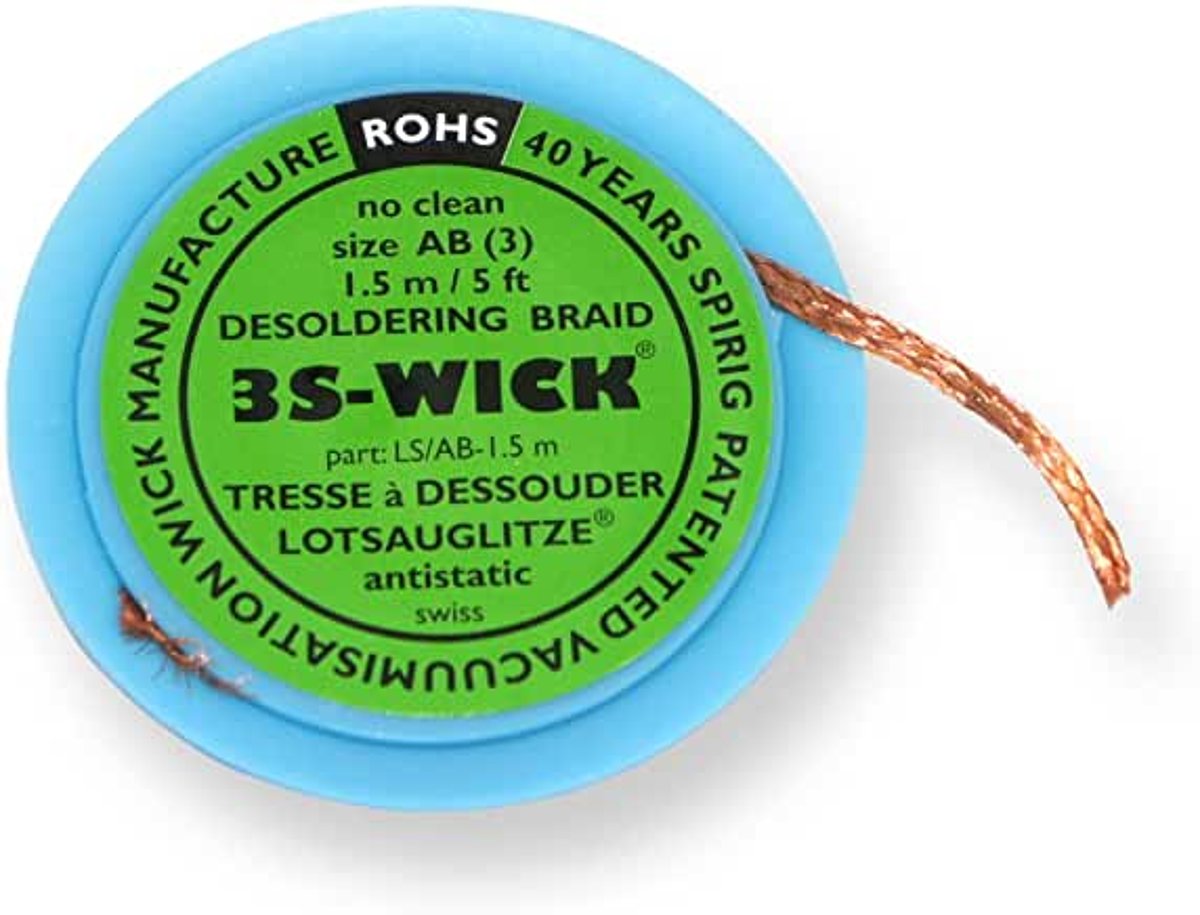 ROHS
40 YEARS SPIRIG PATENTED VACUUMISATION WICK MANUFACTURE
no clean
size AB (3)
1.5 m / 5 ft
DESOLDERING BRAID
3S-WICK®
part: LS/AB-1.5 m
TRESSE à DESSOUDER
LOTSAUGLITZE®
antistatic
swiss